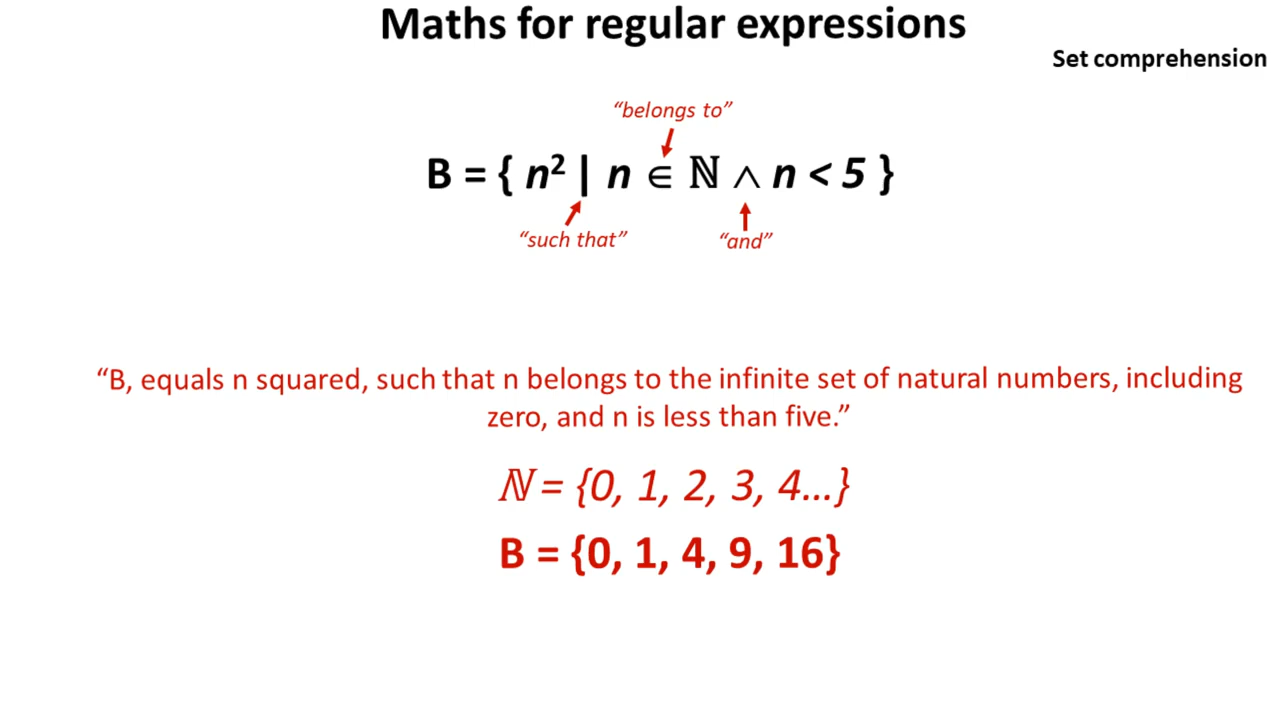 Maths for regular expressions
Set comprehension
“belongs to”
B = { n² | n ∈ ℕ ∧ n < 5 }
“such that” “and”
“B, equals n squared, such that n belongs to the infinite set of natural numbers, including
zero, and n is less than five.”
ℕ = {0, 1, 2, 3, 4...}
B = {0, 1, 4, 9, 16}